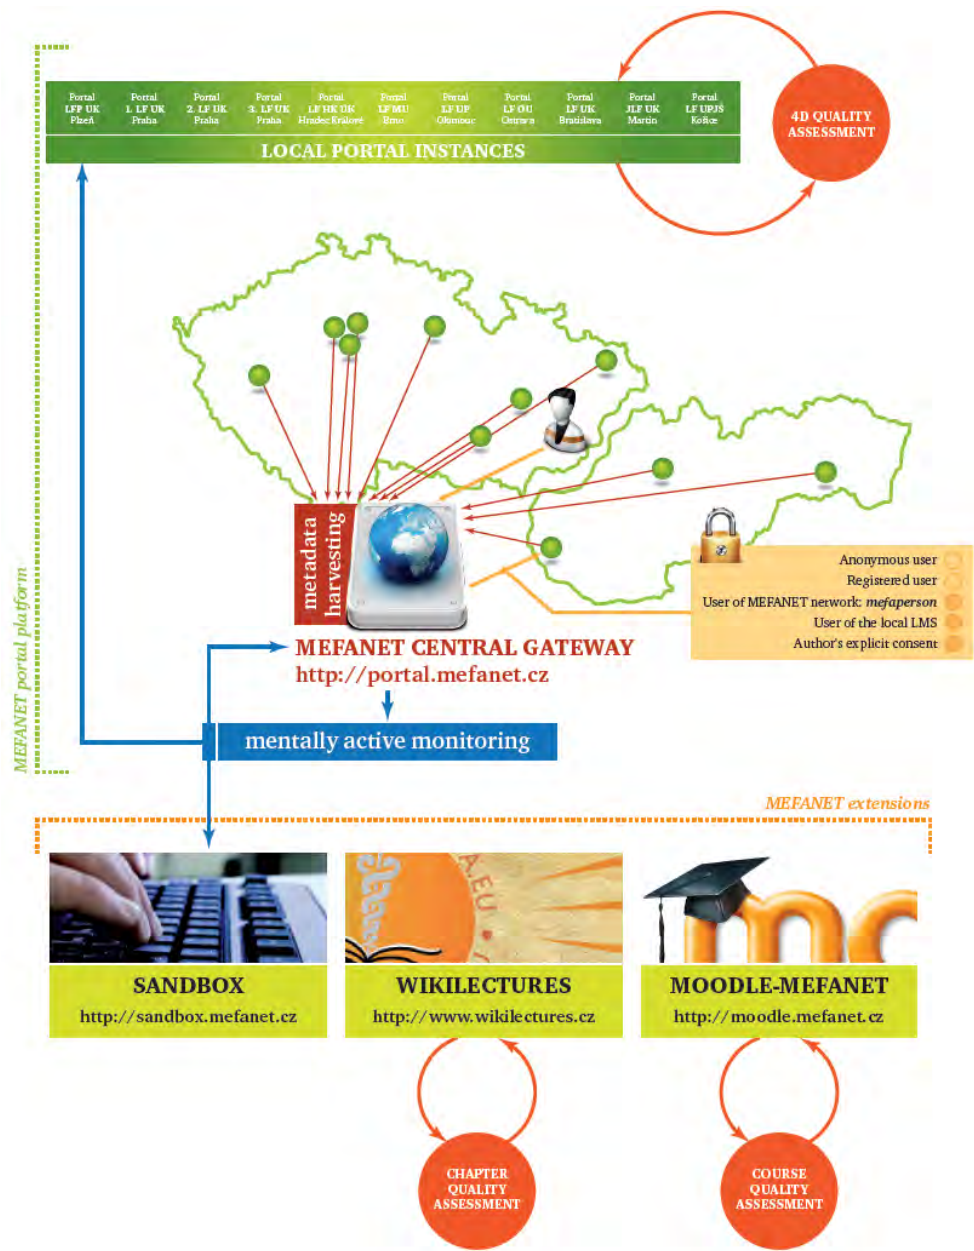 Portal
LFP UK
Plzeň
Portal
1. LF UK
Praha
Portal
2. LF UK
Praha
Portal
3. LF UK
Praha
Portal
LF HK UK
Hradec Králové
Portal
LF MU
Brno
Portal
LF UP
Olomouc
Portal
LF OU
Ostrava
Portal
LF UK
Bratislava
Portal
JLF UK
Martin
Portal
LF UPJŠ
Košice
LOCAL PORTAL INSTANCES
4D QUALITY
ASSESSMENT
MEFANET portal platform
metadata
harvesting
Anonymous user
Registered user
User of MEFANET nerwork: mefaperson
User of the local LMS
Author's explicit consent
MEFANET CENTRAL GATEWAY
http://portal.mefanet.cz
mentally active monitoring
MEFANET extensions
A.EU
mo
SANDBOX
http://sandbox.mefanet.cz
WIKILECTURES
http://www.wikilectures.cz
MOODLE-MEFANET
http://moodle.mefanet.cz
CHAPTER
QUALITY
ASSESSMENT
COURSE
QUALITY
ASSESSMENT